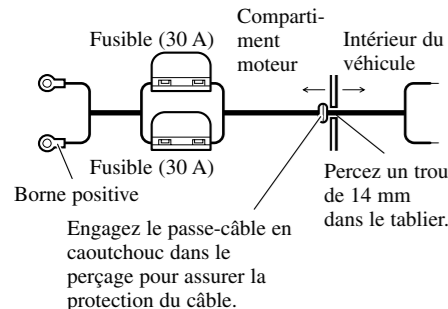 Fusible (30 A)
Comparti-
ment
moteur
Intérieur du
véhicule
Fusible (30 A)
Borne positive
Percez un trou
de 14 mm
dans le tablier.
Engagez le passe-câble en
caoutchouc dans le
perçage pour assurer la
protection du câble.